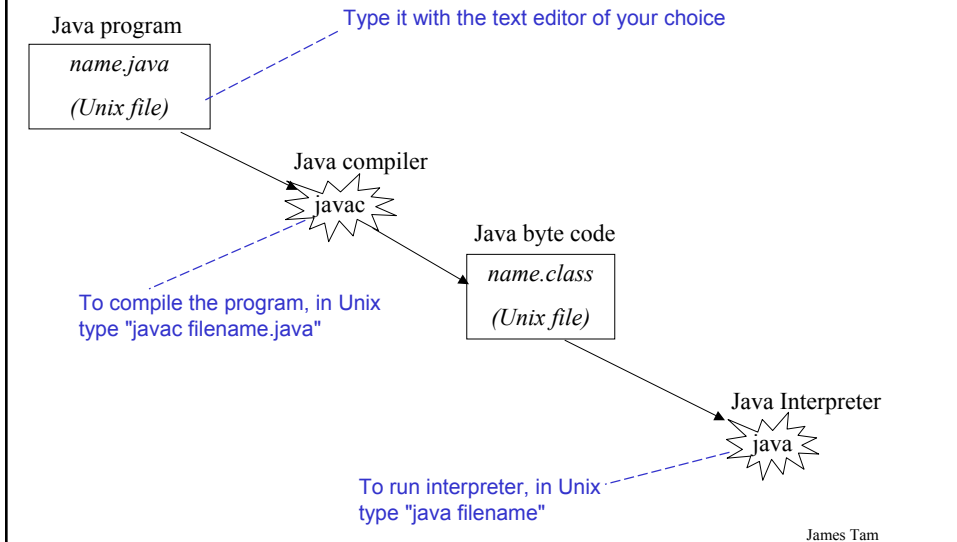 Type it with the text editor of your choice
Java program
name.java
(Unix file)
Java compiler
javac
Java byte code
name.class
(Unix file)
To compile the program, in Unix
type "javac filename.java"
Java Interpreter
java
To run interpreter, in Unix
type "java filename"
James Tam